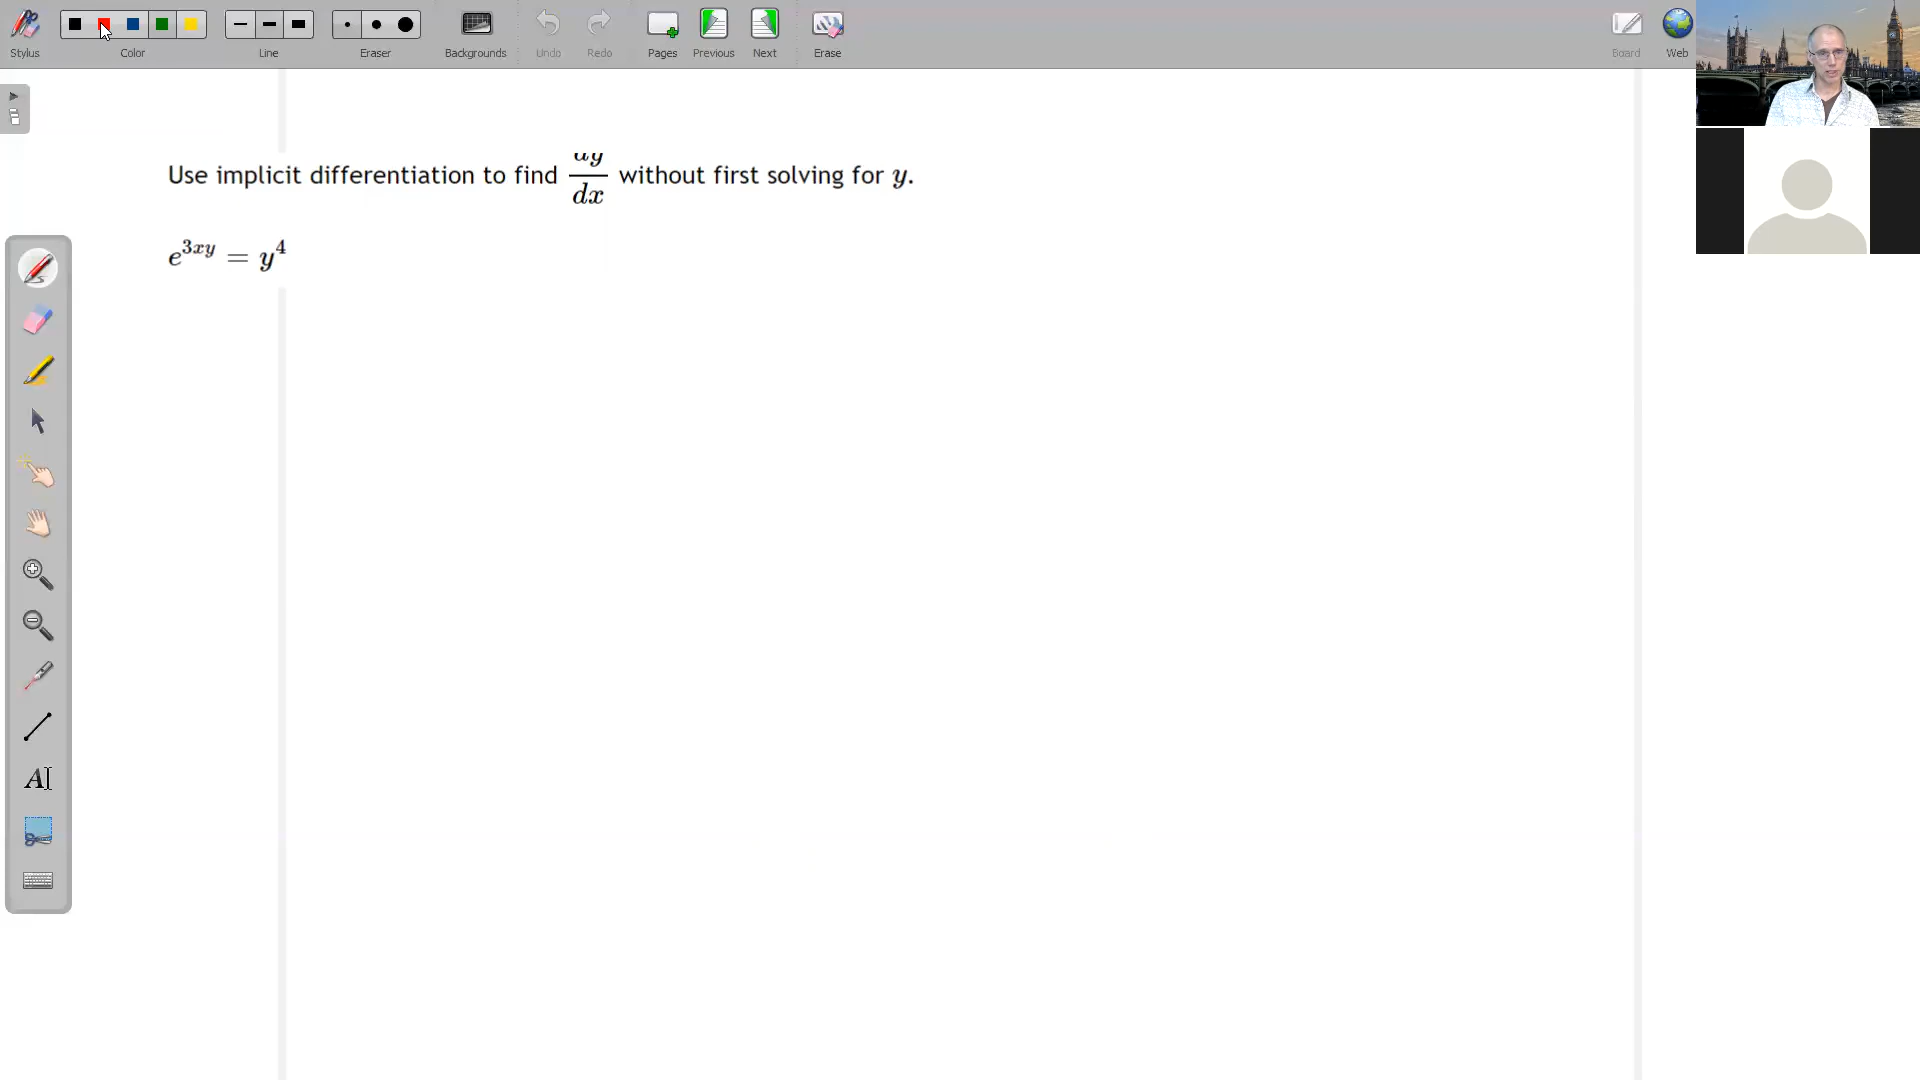 Stylus Color Line Eraser Backgrounds Undo Redo Pages Previous Next Erase Board Web
Use implicit differentiation to find dy/dx without first solving for y.
e^{3xy} = y^4
A